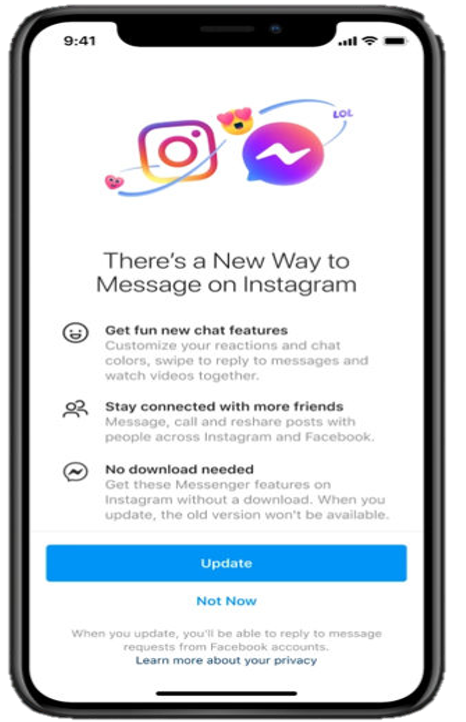 9:41
LOL
There's a New Way to
Message on Instagram
Get fun new chat features
Customize your reactions and chat
colors, swipe to reply to messages and
watch videos together.
Stay connected with more friends
Message, call and reshare posts with
people across Instagram and Facebook.
No download needed
Get these Messenger features on
Instagram without a download. When you
update, the old version won't be available.
Update
Not Now
When you update, you'll be able to reply to message
requests from Facebook accounts.
Learn more about your privacy